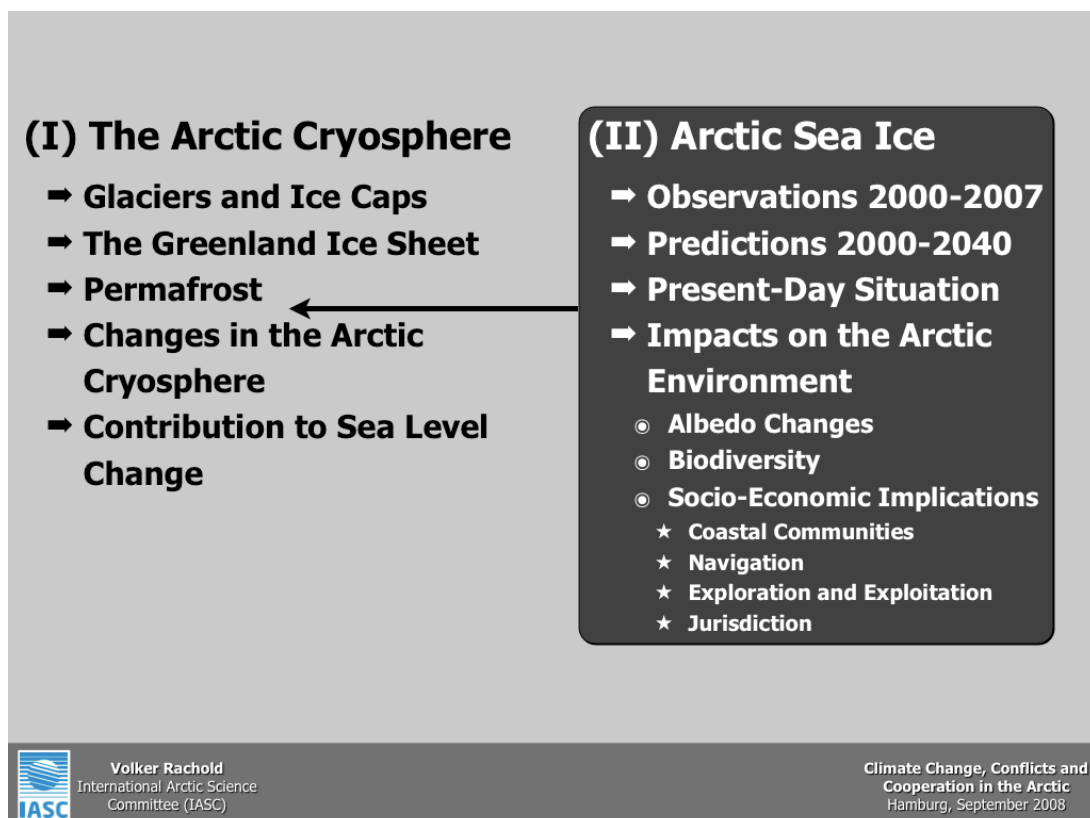 (I) The Arctic Cryosphere
➡ Glaciers and Ice Caps
➡ The Greenland Ice Sheet
➡ Permafrost
➡ Changes in the Arctic
Cryosphere
➡ Contribution to Sea Level
Change
(II) Arctic Sea Ice
➡ Observations 2000-2007
➡ Predictions 2000-2040
➡ Present-Day Situation
➡ Impacts on the Arctic
Environment
◉ Albedo Changes
◉ Biodiversity
◉ Socio-Economic Implications
★ Coastal Communities
★ Navigation
★ Exploration and Exploitation
★ Jurisdiction
IASC
Volker Rachold
International Arctic Science
Committee (IASC)
Climate Change, Conflicts and
Cooperation in the Arctic
Hamburg, September 2008